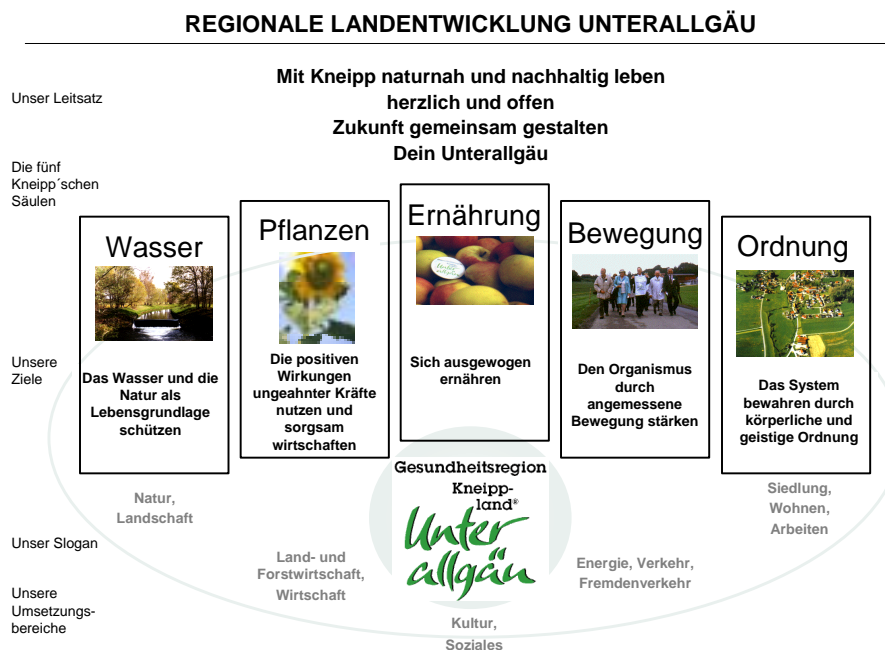 REGIONALE LANDENTWICKLUNG UNTERALLGÄU
Unser Leitsatz
Mit Kneipp naturnah und nachhaltig leben
herzlich und offen
Zukunft gemeinsam gestalten
Dein Unterallgäu
Die fünf
Kneipp´schen
Säulen
Wasser
Pflanzen
Ernährung
Bewegung
Ordnung
Unsere
Ziele
Das Wasser und die
Natur als
Lebensgrundlage
schützen
Die positiven
Wirkungen
ungeahnter Kräfte
nutzen und
sorgsam
wirtschaften
Sich ausgewogen
ernähren
Den Organismus
durch
angemessene
Bewegung stärken
Das System
bewahren durch
körperliche und
geistige Ordnung
Natur,
Landschaft
Gesundheitsregion
Kneipp-
land®
Unter
allgäu
Siedlung,
Wohnen,
Arbeiten
Unser Slogan
Land- und
Forstwirtschaft,
Wirtschaft
Energie, Verkehr,
Fremdenverkehr
Unsere
Umsetzungs-
bereiche
Kultur,
Soziales